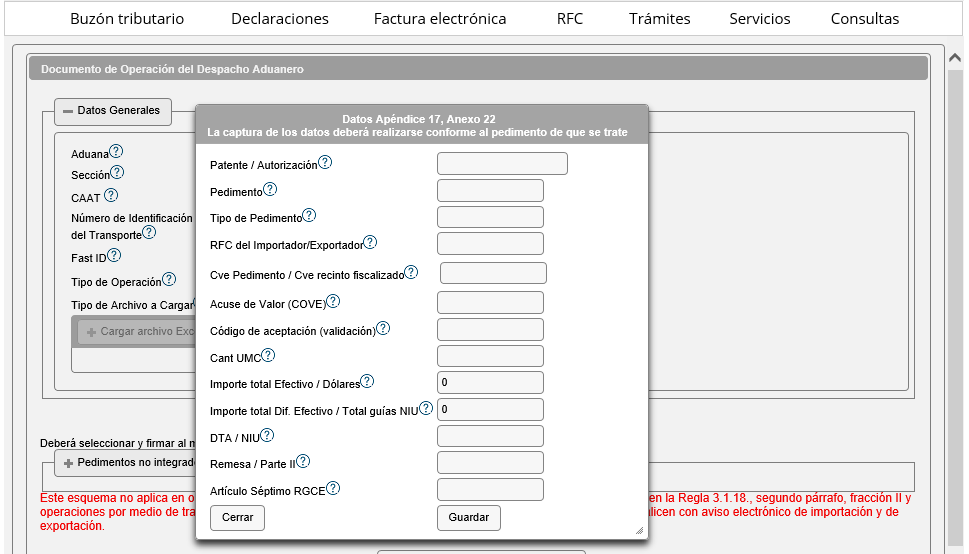 Buzón tributario Declaraciones Factura electrónica RFC Trámites Servicios Consultas
Documento de Operación del Despacho Aduanero
Datos Generales
Aduana
Sección
CAAT
Número de Identificación
del Transporte
Fast ID
Tipo de Operación
Tipo de Archivo a Cargar
Cargar archivo Exc
Datos Apéndice 17, Anexo 22
La captura de los datos deberá realizarse conforme al pedimento de que se trate
Patente / Autorización
Pedimento
Tipo de Pedimento
RFC del Importador/Exportador
Cve Pedimento / Cve recinto fiscalizado
Acuse de Valor (COVE)
Código de aceptación (validación)
Cant UMC
Importe total Efectivo / Dólares 0
Importe total Dif. Efectivo / Total guías NIU 0
DTA / NIU
Remesa / Parte II
Artículo Séptimo RGCE
Cerrar Guardar
Deberá seleccionar y firmar al
Pedimentos no integrad
Este esquema no aplica en en la Regla 3.1.18., segundo párrafo, fracción II y
operaciones por medio de licen con aviso electrónico de importación y de
exportación.